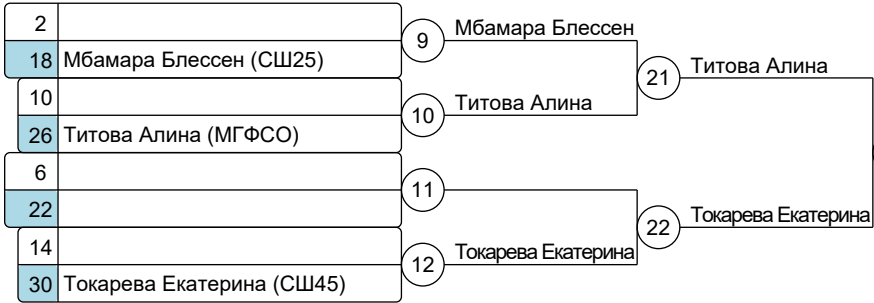 2
18 Мбамара Блессен (СШ25)
9
Мбамара Блессен
10
26 Титова Алина (МГФСО)
10
Титова Алина
21
Титова Алина
6
22
11
14
30 Токарева Екатерина (СШ45)
12
Токарева Екатерина
22
Токарева Екатерина